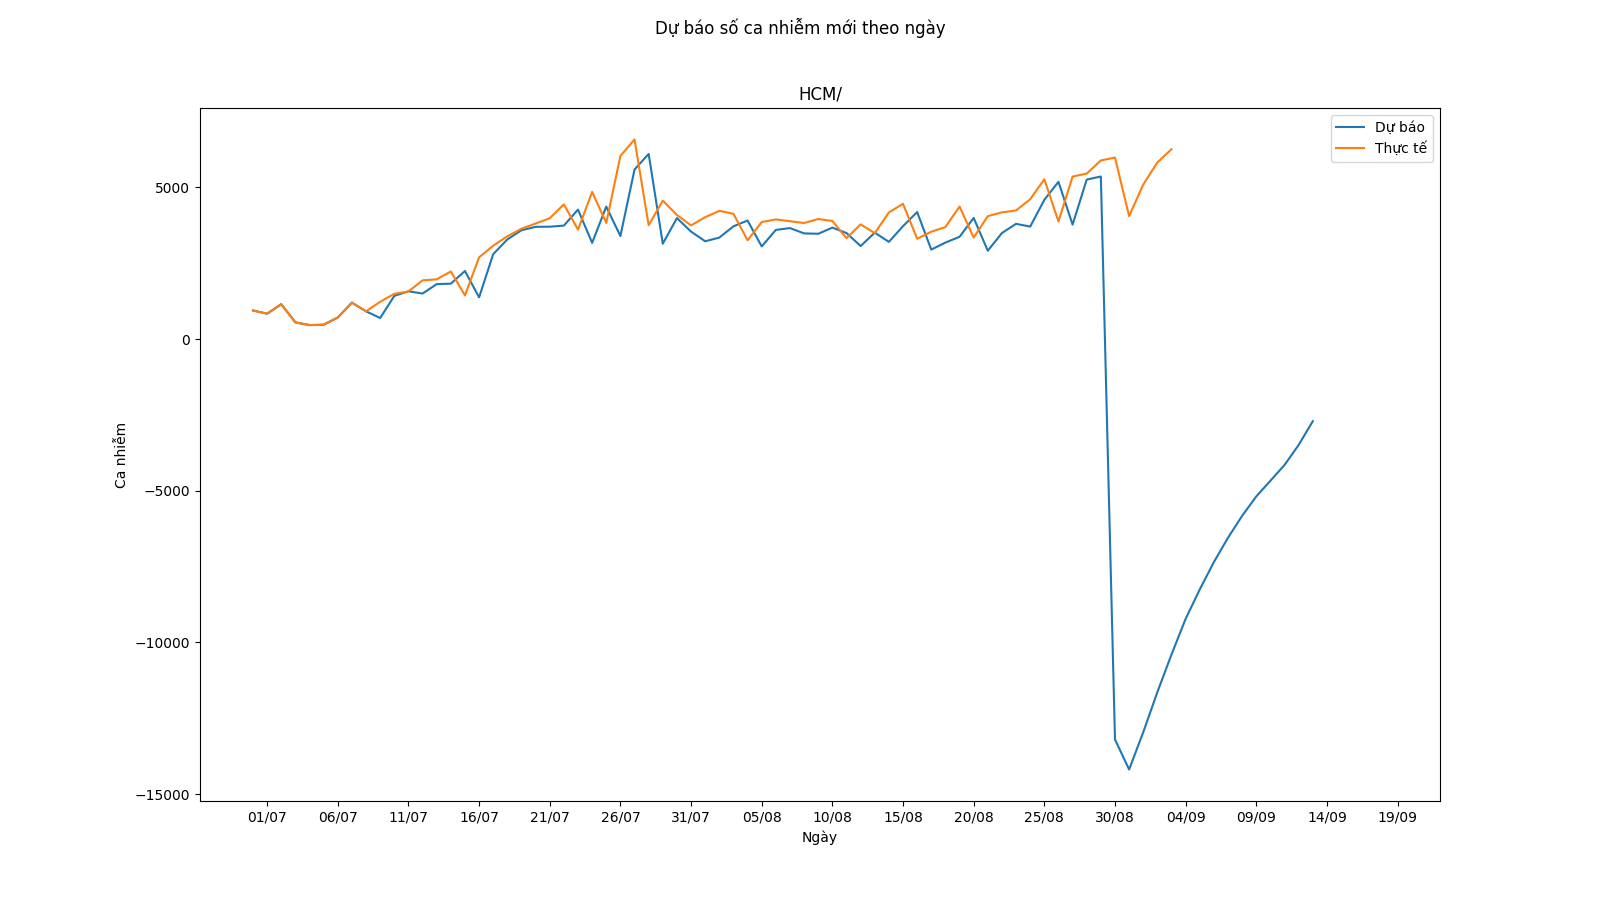 Dự báo số ca nhiễm mới theo ngày
HCM/
Dự báo
Thực tế
Ca nhiễm
5000
0
−5000
−10000
−15000
01/07 06/07 11/07 16/07 21/07 26/07 31/07 05/08 10/08 15/08 20/08 25/08 30/08 04/09 09/09 14/09 19/09
Ngày